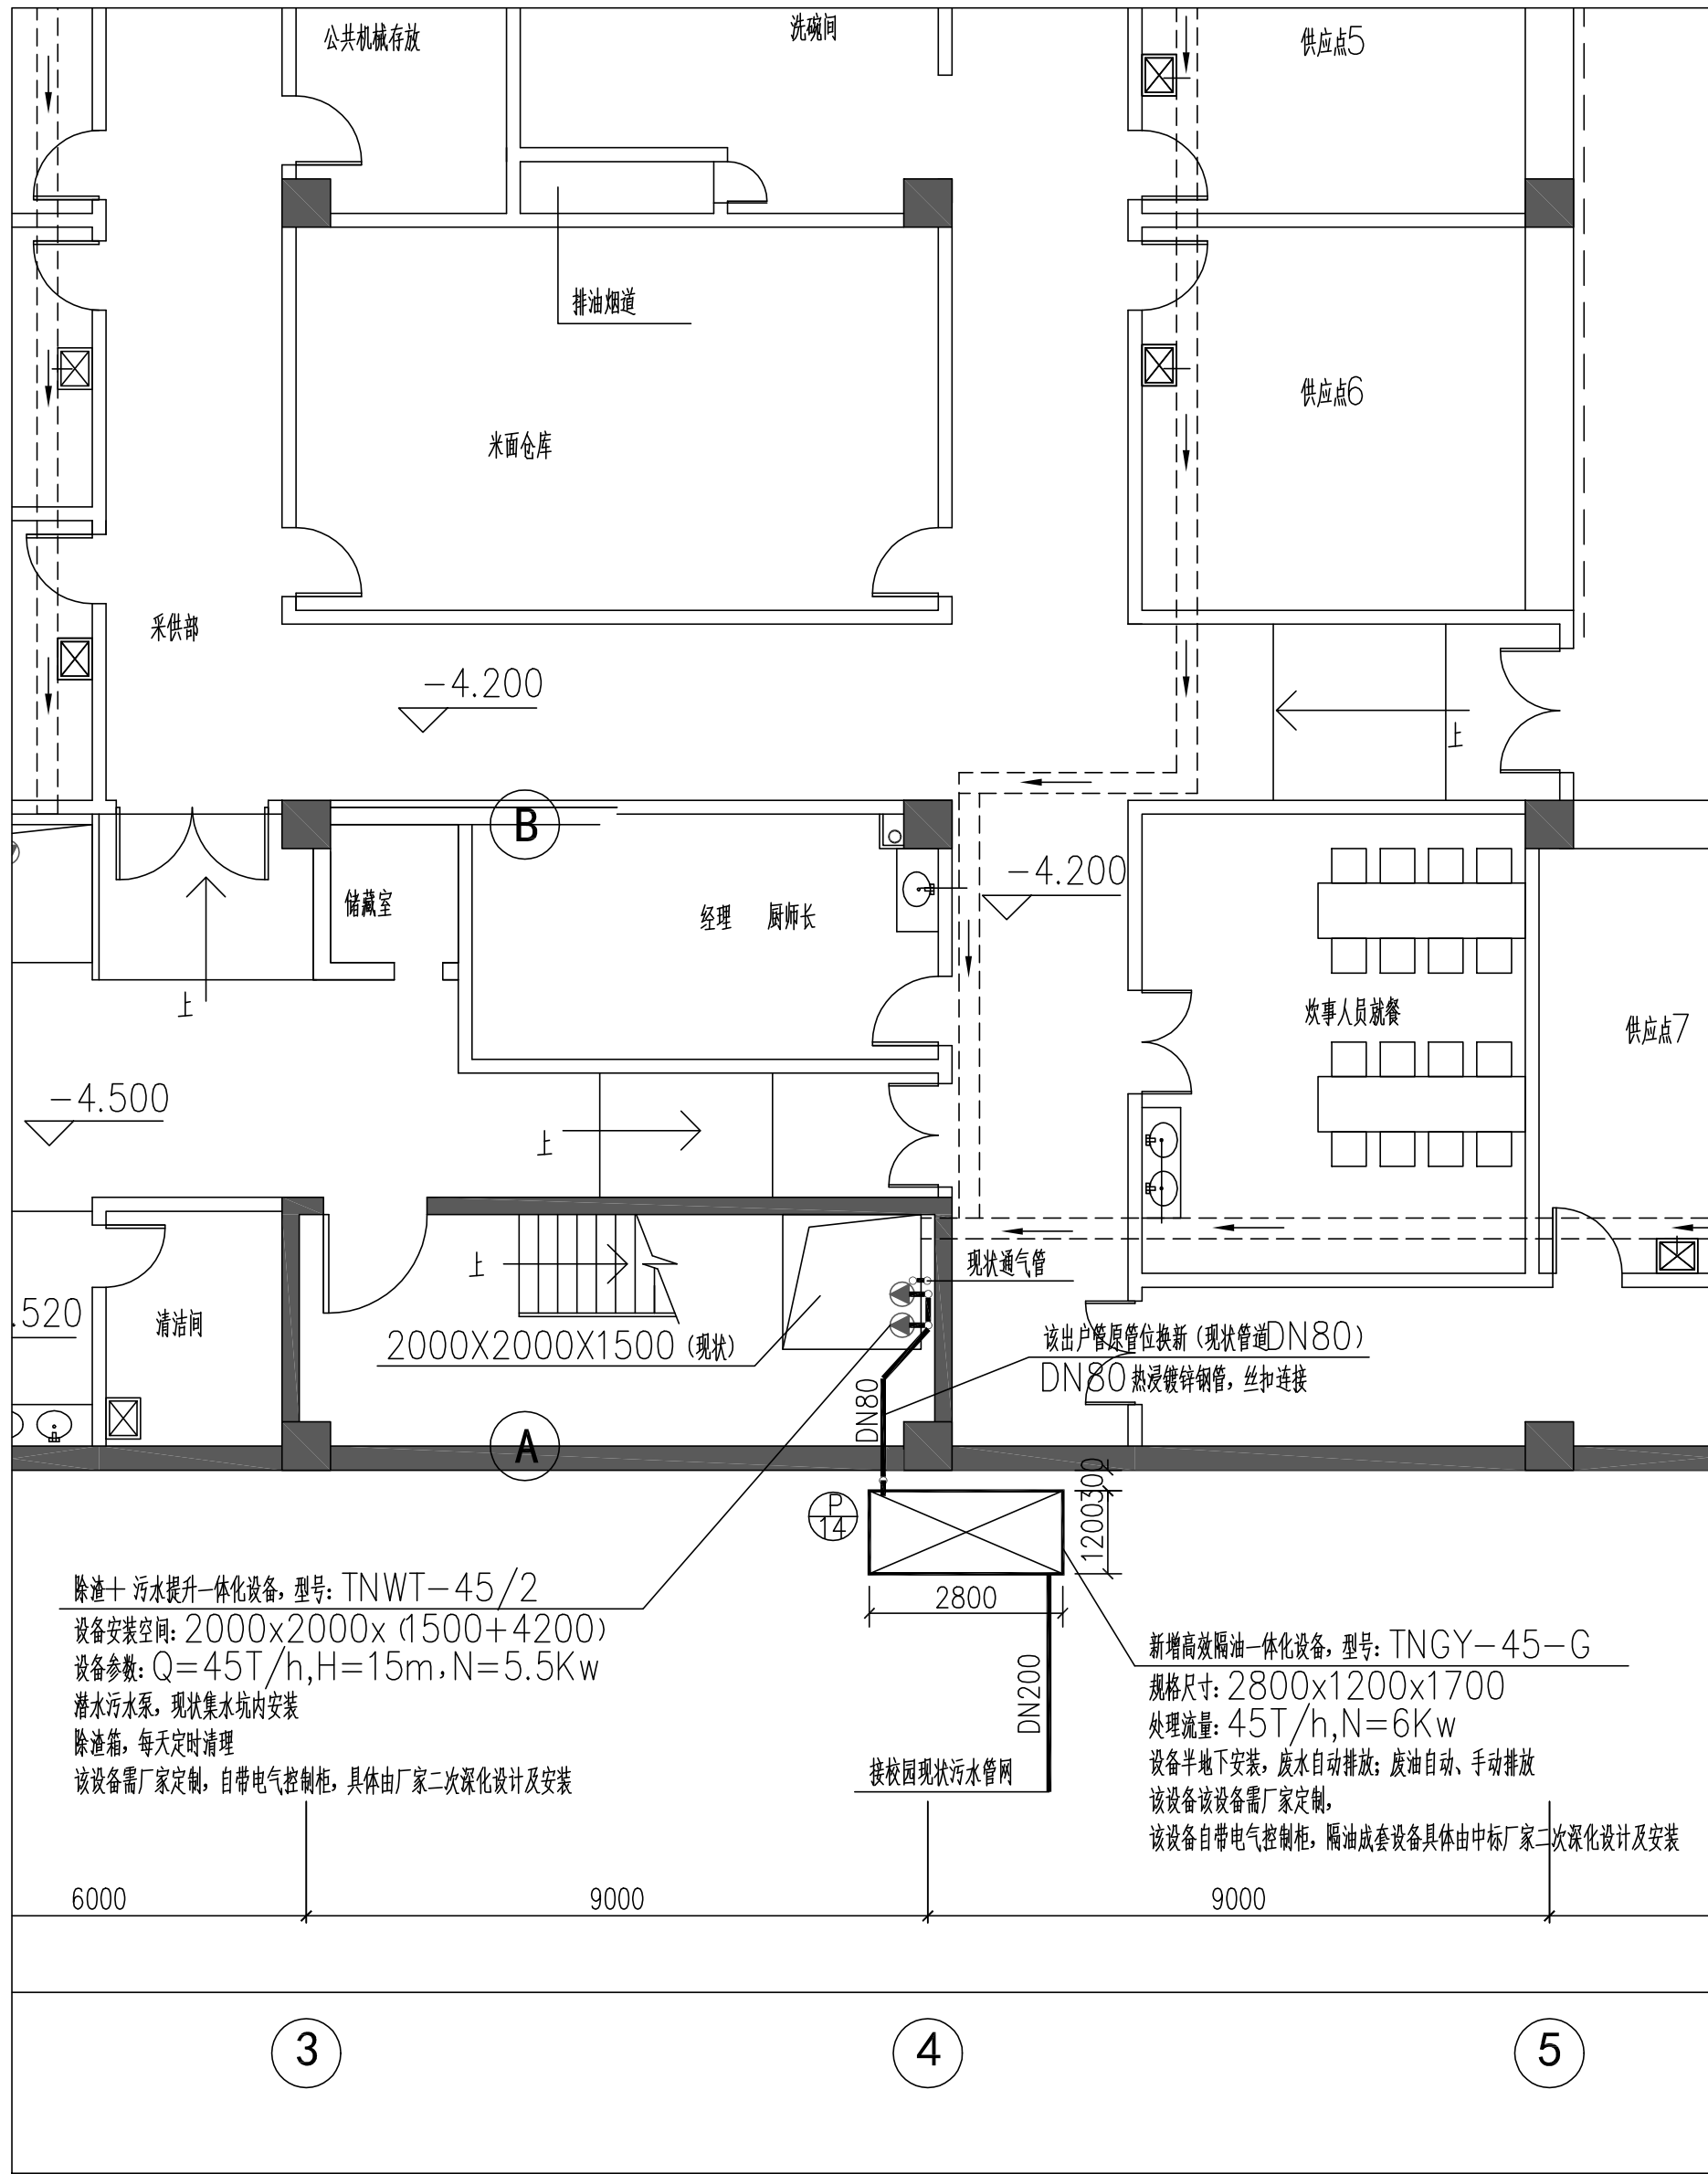 公共机械存放
洗碗间
供应点5
排油烟道
米面仓库
供应点6
采供部
-4.200
上
B
储藏室
经理 厨师长
-4.200
上
炊事人员就餐
供应点7
-4.500
上
上
现状通气管
.520
清洁间
2000X2000X1500 (现状)
该出户管原管位换新 (现状管道DN80)
DN80 热浸镀锌钢管, 丝扣连接
DN80
A
300
1200
P
14
2800
除渣+ 污水提升一体化设备, 型号: TNWT-45/2
设备安装空间: 2000x2000x (1500+4200)
设备参数: Q=45T/h,H=15m,N=5.5Kw
潜水污水泵, 现状集水坑内安装
除渣箱, 每天定时清理
该设备需厂家定制, 自带电气控制柜, 具体由厂家二次深化设计及安装
DN200
接校园现状污水管网
新增高效隔油一体化设备, 型号: TNGY-45-G
规格尺寸: 2800x1200x1700
处理流量: 45T/h,N=6Kw
设备半地下安装, 废水自动排放; 废油自动、手动排放
该设备该设备需厂家定制,
该设备自带电气控制柜, 隔油成套设备具体由中标厂家二次深化设计及安装
6000
9000
9000
3
4
5